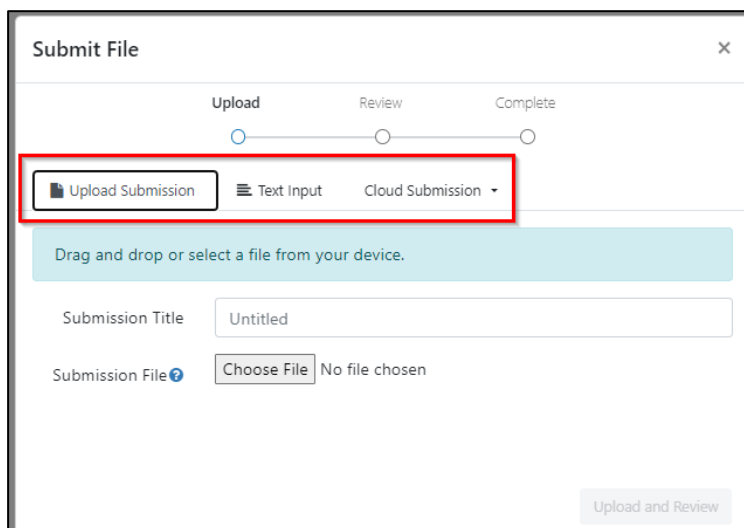 Submit File ×
Upload Review Complete
Upload Submission Text Input Cloud Submission
Drag and drop or select a file from your device.
Submission Title Untitled
Submission File? Choose File No file chosen
Upload and Review